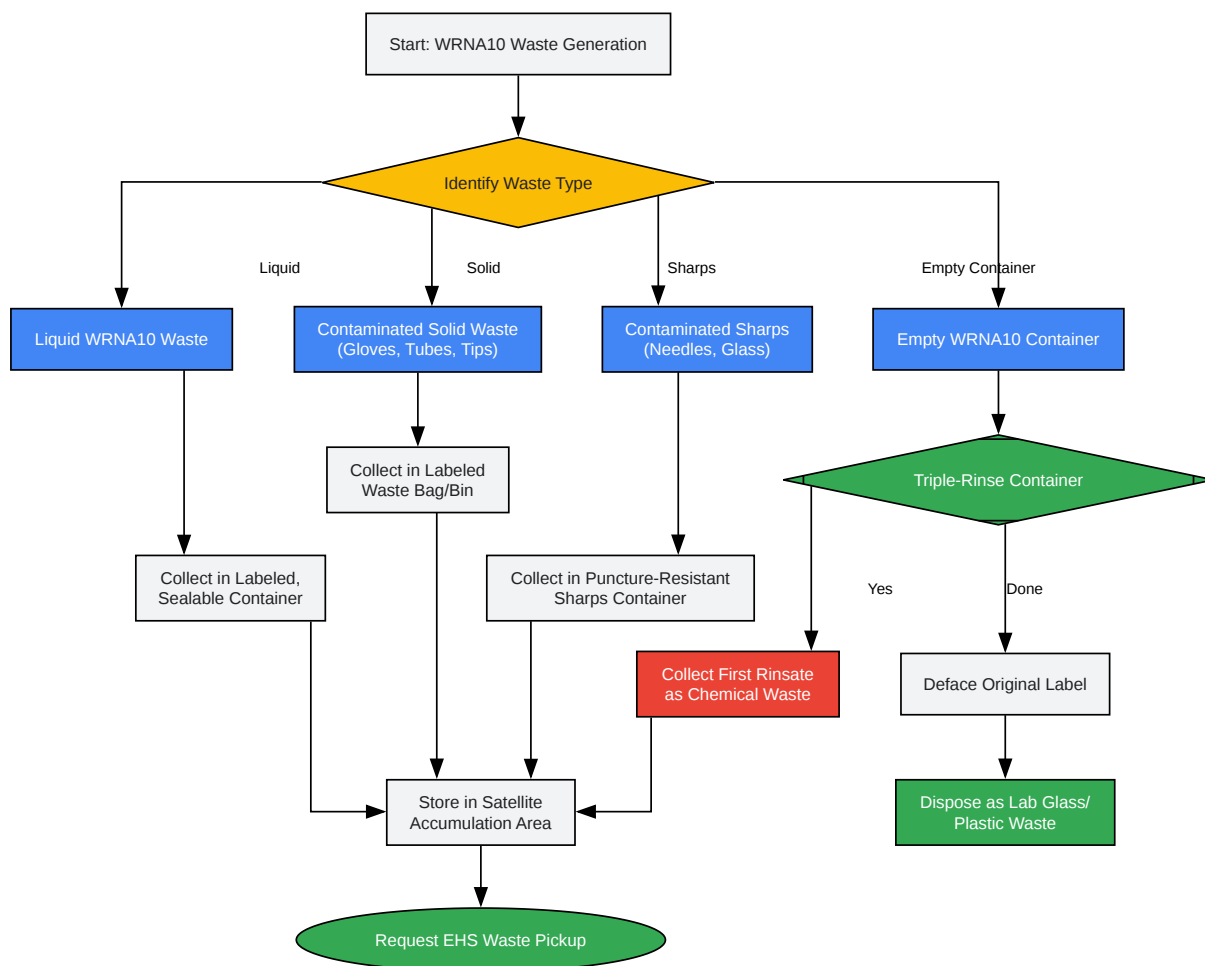 Start: WRNA10 Waste Generation
Identify Waste Type
Liquid
Solid
Sharps
Empty Container
Liquid WRNA10 Waste
Contaminated Solid Waste
(Gloves, Tubes, Tips)
Contaminated Sharps
(Needles, Glass)
Empty WRNA10 Container
Collect in Labeled
Waste Bag/Bin
Triple-Rinse Container
Collect in Labeled,
Sealable Container
Collect in Puncture-Resistant
Sharps Container
Yes
Done
Collect First Rinsate
as Chemical Waste
Deface Original Label
Store in Satellite
Accumulation Area
Dispose as Lab Glass/
Plastic Waste
Request EHS Waste Pickup